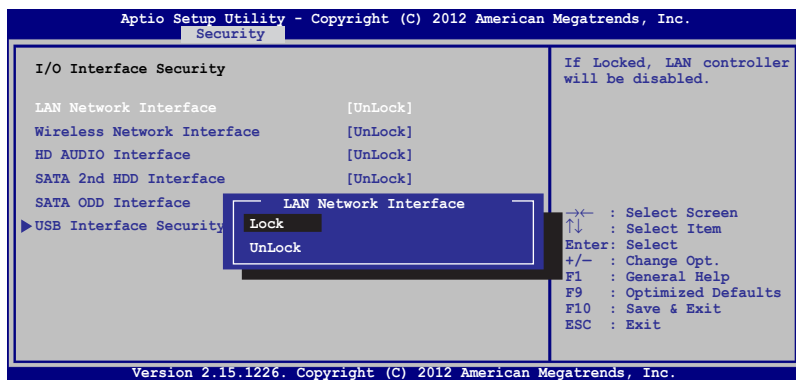 Aptio Setup Utility - Copyright (C) 2012 American Megatrends, Inc.
Security
I/O Interface Security
LAN Network Interface [UnLock]
Wireless Network Interface [UnLock]
HD AUDIO Interface [UnLock]
SATA 2nd HDD Interface [UnLock]
SATA ODD Interface
▶USB Interface Security
LAN Network Interface
Lock
UnLock
If Locked, LAN controller
will be disabled.
→← : Select Screen
↑↓ : Select Item
Enter: Select
+/— : Change Opt.
F1 : General Help
F9 : Optimized Defaults
F10 : Save & Exit
ESC : Exit
Version 2.15.1226. Copyright (C) 2012 American Megatrends, Inc.